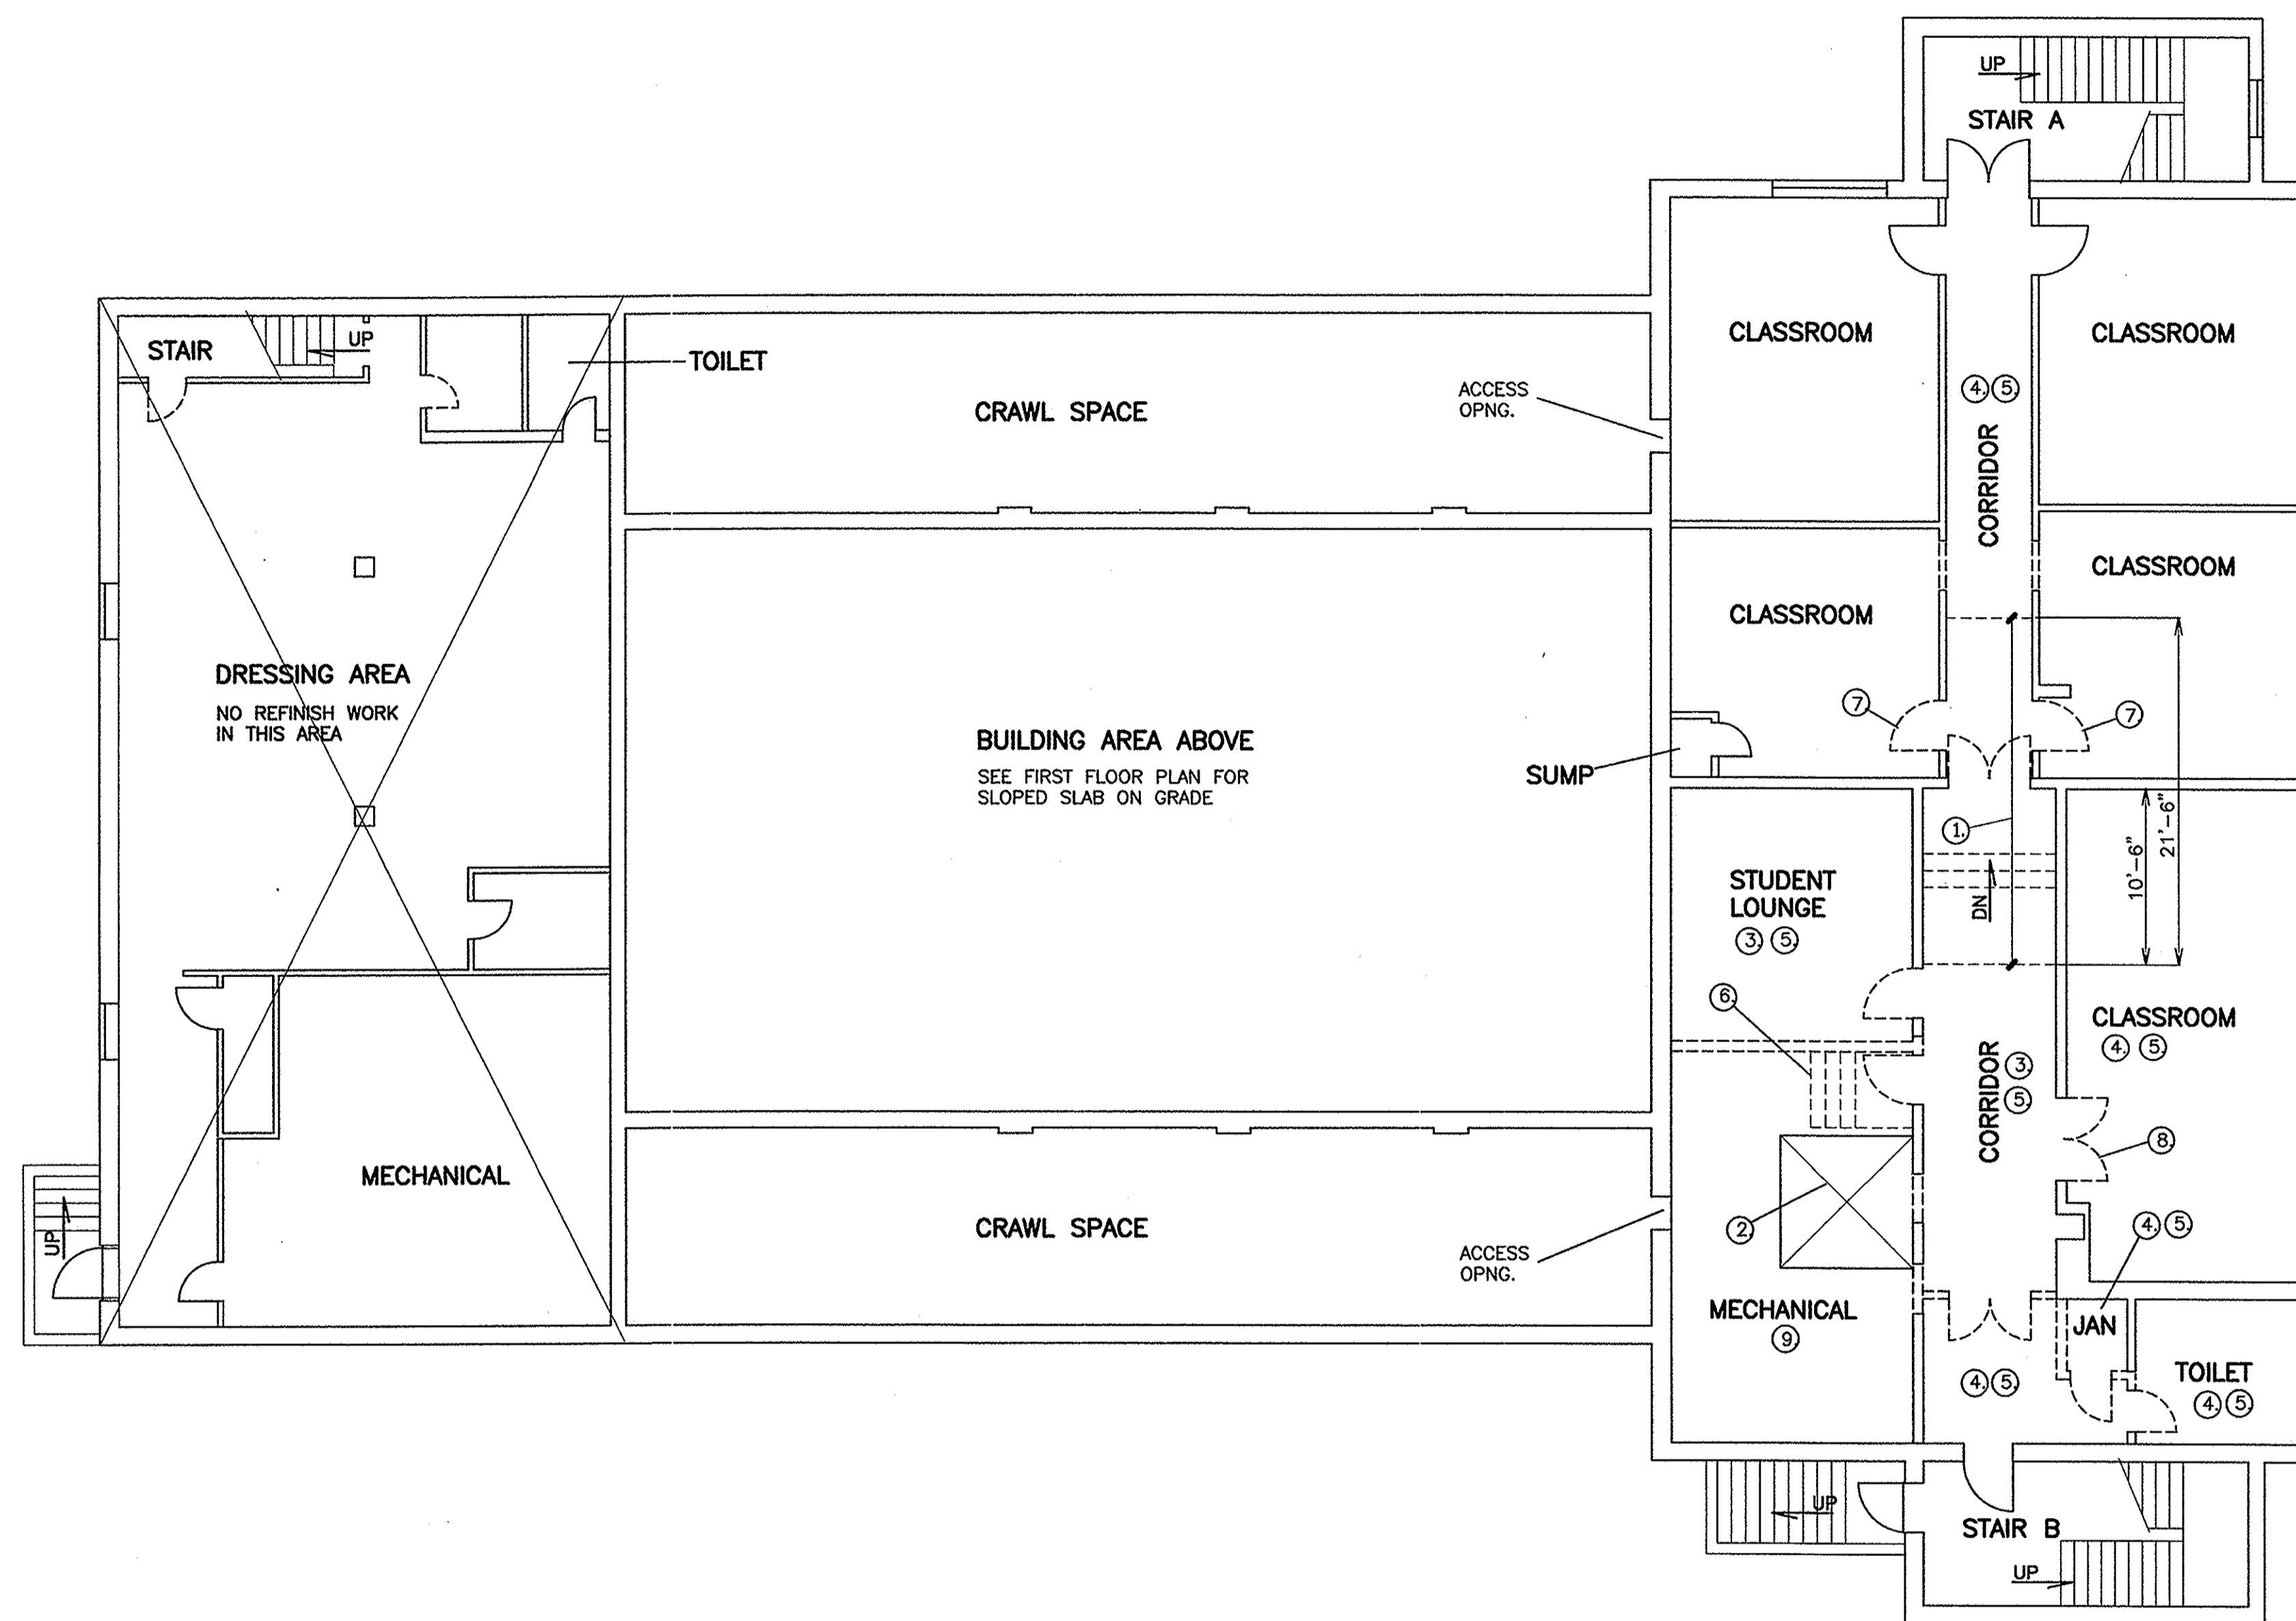 UP
STAIR A
STAIR
UP
TOILET
CRAWL SPACE
ACCESS
OPNG.
CLASSROOM
CLASSROOM
4. 5.
CORRIDOR
CLASSROOM
CLASSROOM
DRESSING AREA
NO REFINISH WORK
IN THIS AREA
BUILDING AREA ABOVE
SEE FIRST FLOOR PLAN FOR
SLOPED SLAB ON GRADE
SUMP
7
7
1.
10'-6"
21'-6"
DN
STUDENT
LOUNGE
3. 5.
6.
CLASSROOM
4. 5.
CORRIDOR
3.
5.
8.
MECHANICAL
UP
CRAWL SPACE
ACCESS
OPNG.
2.
4. 5.
MECHANICAL
9.
JAN
4. 5.
TOILET
4. 5.
UP
STAIR B
UP